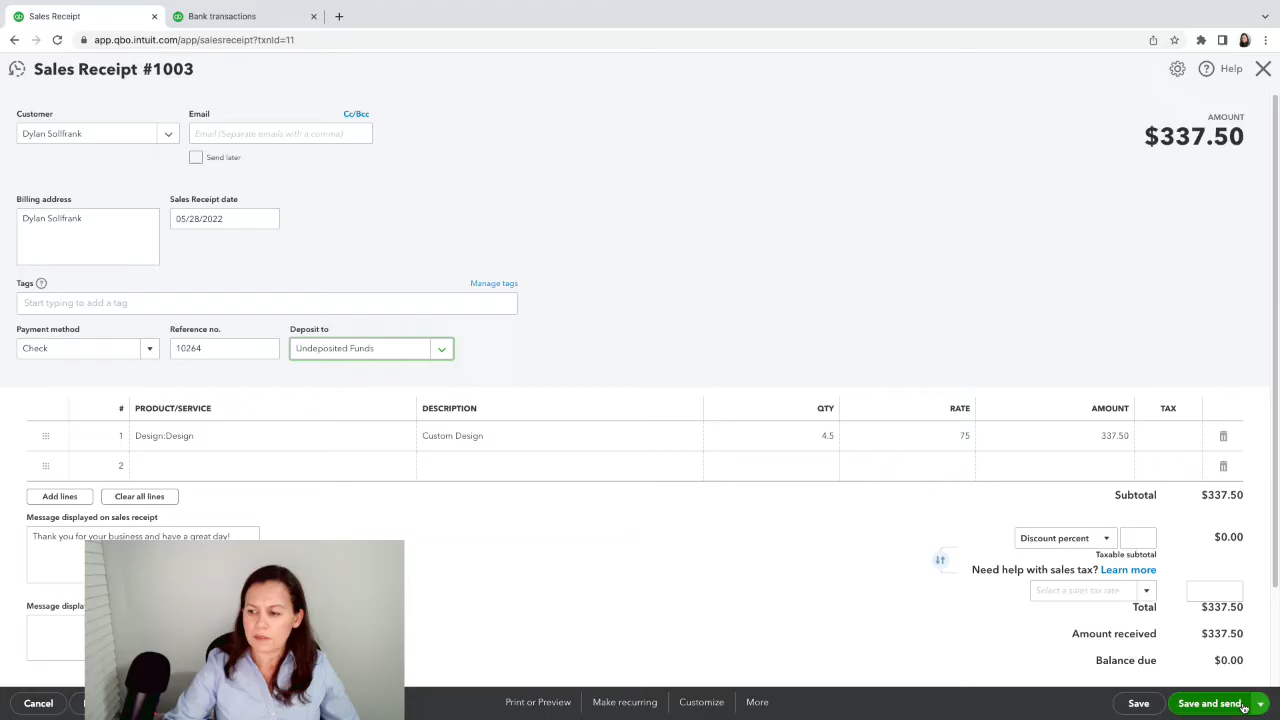 Sales Receipt
Bank transactions
app.qbo.intuit.com/app/salesreceipt?txnId=11
Sales Receipt #1003
Help
Customer
Email
Cc/Bcc
AMOUNT
Dylan Sollfrank
Email (Separate emails with a comma)
$337.50
Send later
Billing address
Sales Receipt date
Dylan Sollfrank
05/28/2022
Tags
Manage tags
Start typing to add a tag
Payment method
Reference no.
Deposit to
Check
10264
Undeposited Funds
# PRODUCT/SERVICE DESCRIPTION QTY RATE AMOUNT TAX
1 Design:Design Custom Design 4.5 75 337.50
2
Add lines
Clear all lines
Subtotal $337.50
Message displayed on sales receipt
Thank you for your business and have a great day!
Discount percent
$0.00
Taxable subtotal
Need help with sales tax? Learn more
Select a sales tax rate
Message displa
Total $337.50
Amount received $337.50
Balance due $0.00
Cancel
Print or Preview
Make recurring
Customize
More
Save
Save and send